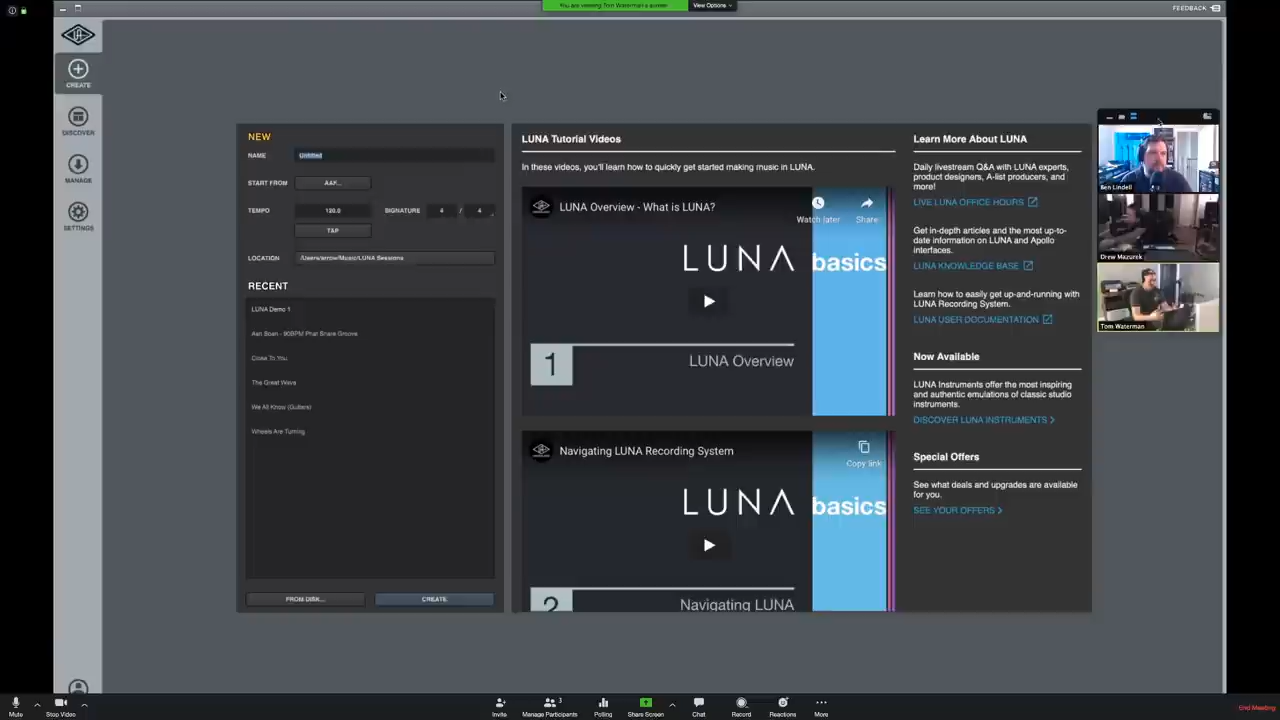 You are viewing Tom Waterman's screen
View Options
FEEDBACK
CREATE
DISCOVER
MANAGE
SETTINGS
NEW
NAME
Untitled
START FROM
AAF...
TEMPO
120.0
SIGNATURE
4 / 4
TAP
LOCATION
/Music/LUNA Sessions
RECENT
LUNA Demo 1
Come To You
The Great Wave
We All Know (Guitars)
Wheels Are Turning
FROM DISK...
CREATE
LUNA Tutorial Videos
In these videos, you'll learn how to quickly get started making music in LUNA.
LUNA Overview - What is LUNA?
Watch later
Share
LUNA basics
1
LUNA Overview
Navigating LUNA Recording System
Copy link
LUNA basics
2
Navigating LUNA
Learn More About LUNA
Daily livestream Q&A with LUNA experts,
product designers, A-list producers, and
more!
LIVE LUNA OFFICE HOURS
Get in-depth articles and the most up-to-
date information on LUNA and Apollo
interfaces.
LUNA KNOWLEDGE BASE
Learn how to easily get up-and-running with
LUNA Recording System.
LUNA USER DOCUMENTATION
Now Available
LUNA Instruments offer the most inspiring
and authentic emulations of classic studio
instruments.
DISCOVER LUNA INSTRUMENTS >
Special Offers
See what deals and upgrades are available
for you.
SEE YOUR OFFERS >
Ben Lindell
Drew Mazurek
Tom Waterman
Mute
Stop Video
Invite
Manage Participants
3
Polling
Share Screen
Chat
Record
Reactions
More
End Meeting